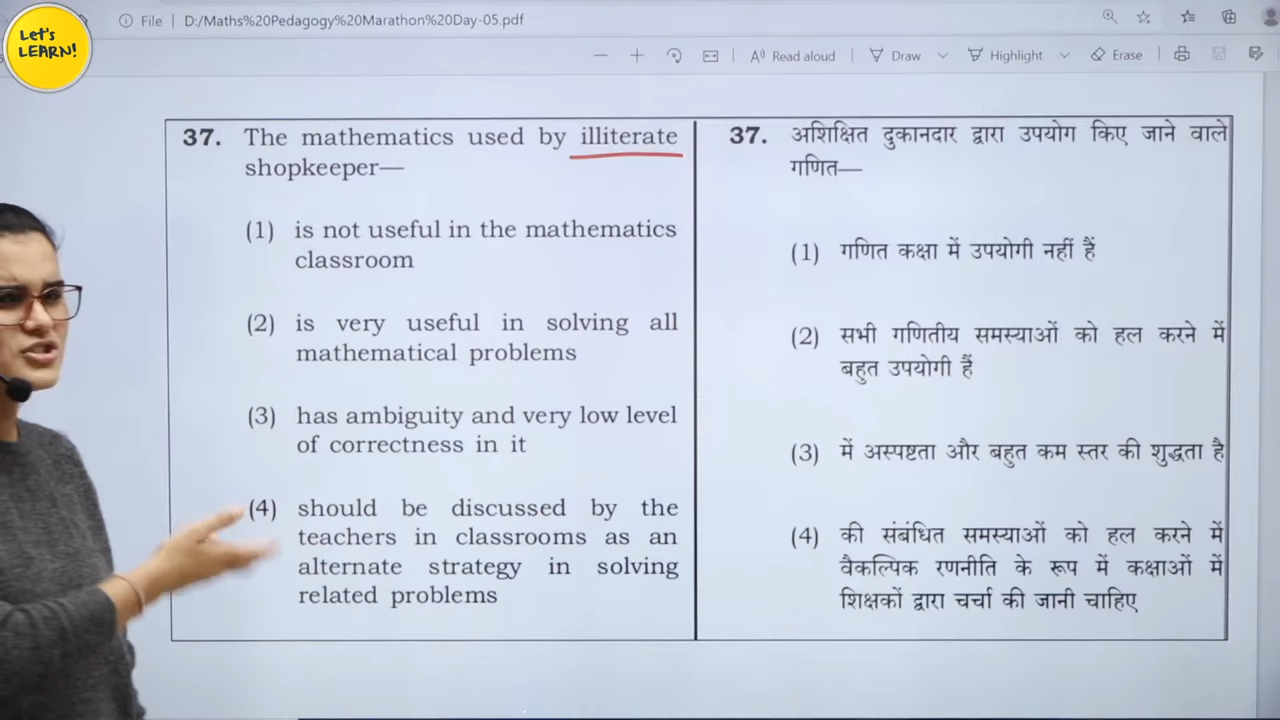 Let's
LEARN!
File | D:/Maths%20Pedagogy%20Marathon%20Day-05.pdf
Read aloud
Draw
Highlight
Erase
37. The mathematics used by illiterate
shopkeeper—
(1) is not useful in the mathematics
classroom
(2) is very useful in solving all
mathematical problems
(3) has ambiguity and very low level
of correctness in it
(4) should be discussed by the
teachers in classrooms as an
alternate strategy in solving
related problems
37. अशिक्षित दुकानदार द्वारा उपयोग किए जाने वाले
गणित—
(1) गणित कक्षा में उपयोगी नहीं हैं
(2) सभी गणितीय समस्याओं को हल करने में
बहुत उपयोगी हैं
(3) में अस्पष्टता और बहुत कम स्तर की शुद्धता है
(4) की संबंधित समस्याओं को हल करने में
वैकल्पिक रणनीति के रूप में कक्षाओं में
शिक्षकों द्वारा चर्चा की जानी चाहिए